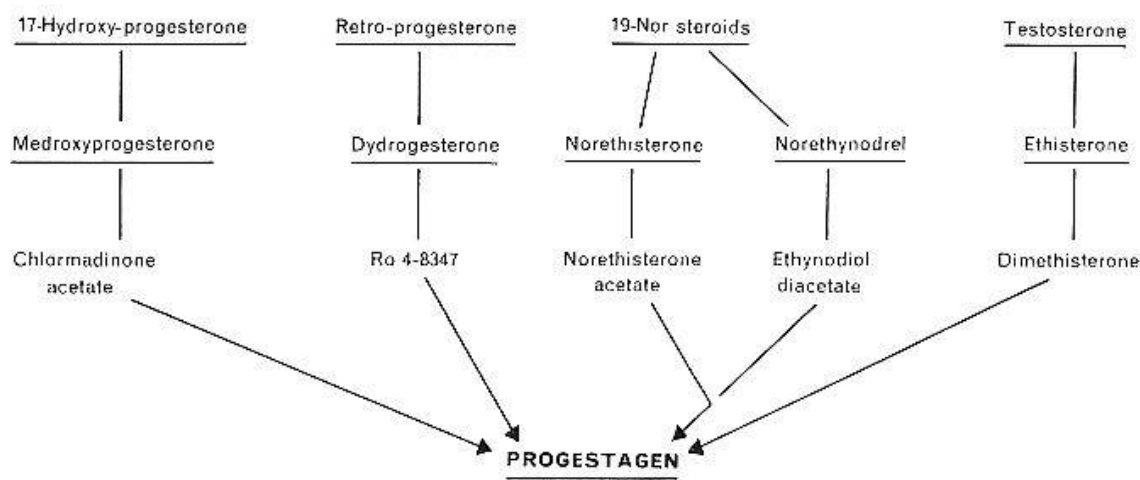 17-Hydroxy-progesterone Retro-progesterone 19-Nor steroids Testosterone
Medroxyprogesterone Dydrogesterone Norethisterone Norethynodrel Ethisterone
Chlormadinone Ro 4-8347 Norethisterone Ethynodiol Dimethisterone
acetate acetate diacetate
PROGESTAGEN